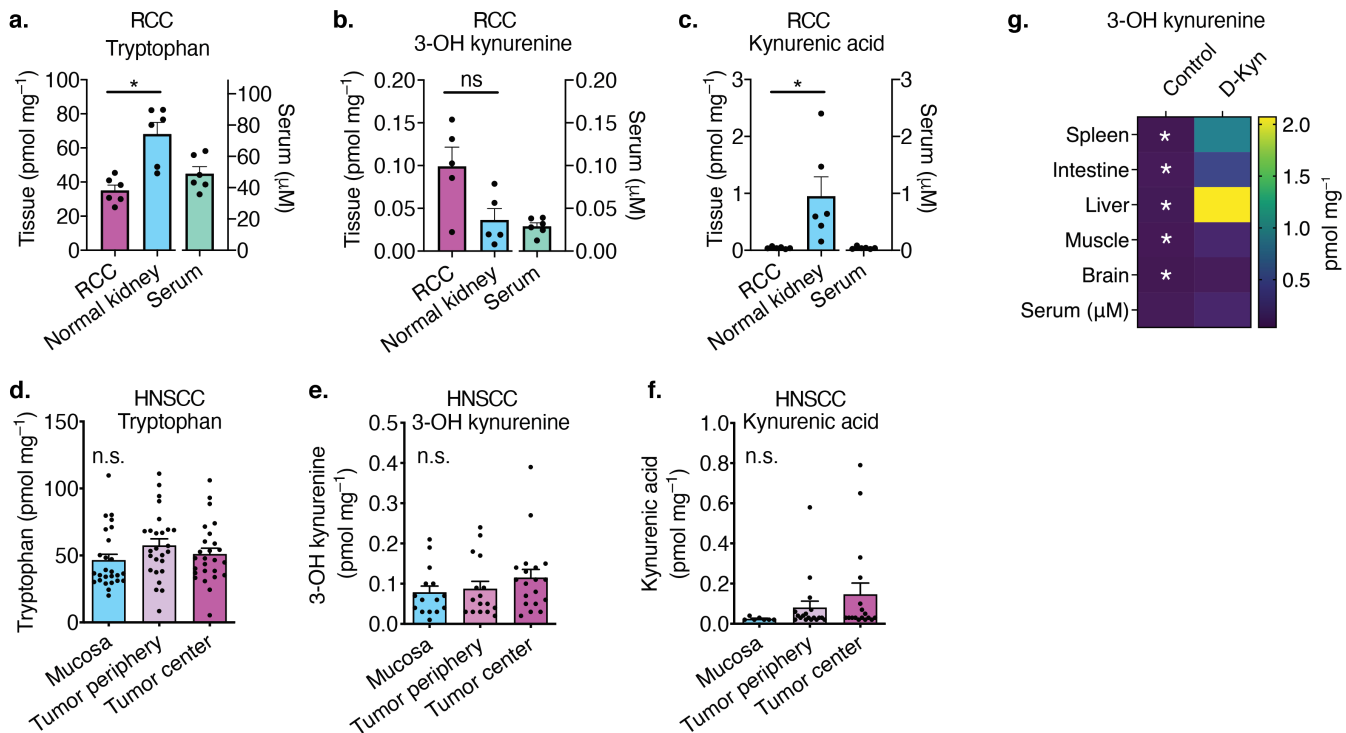 a.
RCC
Tryptophan
Tissue (pmol mg⁻¹)
100
80
60
40
20
0
*
100
80
60
40
20
0
Serum (μM)
RCC
Normal kidney
Serum
b.
RCC
3-OH kynurenine
Tissue (pmol mg⁻¹)
0.20
0.15
0.10
0.05
0.00
ns
-0.20
-0.15
-0.10
-0.05
0.00
Serum (μM)
RCC
Normal kidney
Serum
c.
RCC
Kynurenic acid
Tissue (pmol mg⁻¹)
3
2
1
0
*
3
2
1
0
Serum (μM)
RCC
Normal kidney
Serum
g.
3-OH kynurenine
Control
D-Kyn
Spleen
*
Intestine
*
Liver
*
Muscle
*
Brain
*
Serum (μM)
2.0
1.5
1.0
0.5
pmol mg⁻¹
d.
HNSCC
Tryptophan
Tryptophan (pmol mg⁻¹)
150
100
50
0
n.s.
Mucosa
Tumor periphery
Tumor center
e.
HNSCC
3-OH kynurenine
3-OH kynurenine
(pmol mg⁻¹)
0.5
0.4
0.3
0.2
0.1
0.0
n.s.
Mucosa
Tumor periphery
Tumor center
f.
HNSCC
Kynurenic acid
Kynurenic acid
(pmol mg⁻¹)
1.0
0.8
0.6
0.4
0.2
0.0
n.s.
Mucosa
Tumor periphery
Tumor center